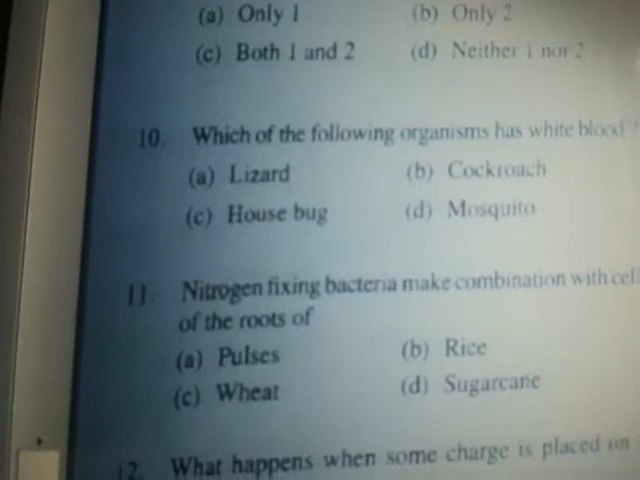 (a) Only 1 (b) Only 2
(c) Both 1 and 2 (d) Neither 1 nor 2
10. Which of the following organisms has white blood ?
(a) Lizard (b) Cockroach
(c) House bug (d) Mosquito
11. Nitrogen fixing bacteria make combination with cell
of the roots of
(a) Pulses (b) Rice
(c) Wheat (d) Sugarcane
12. What happens when some charge is placed on